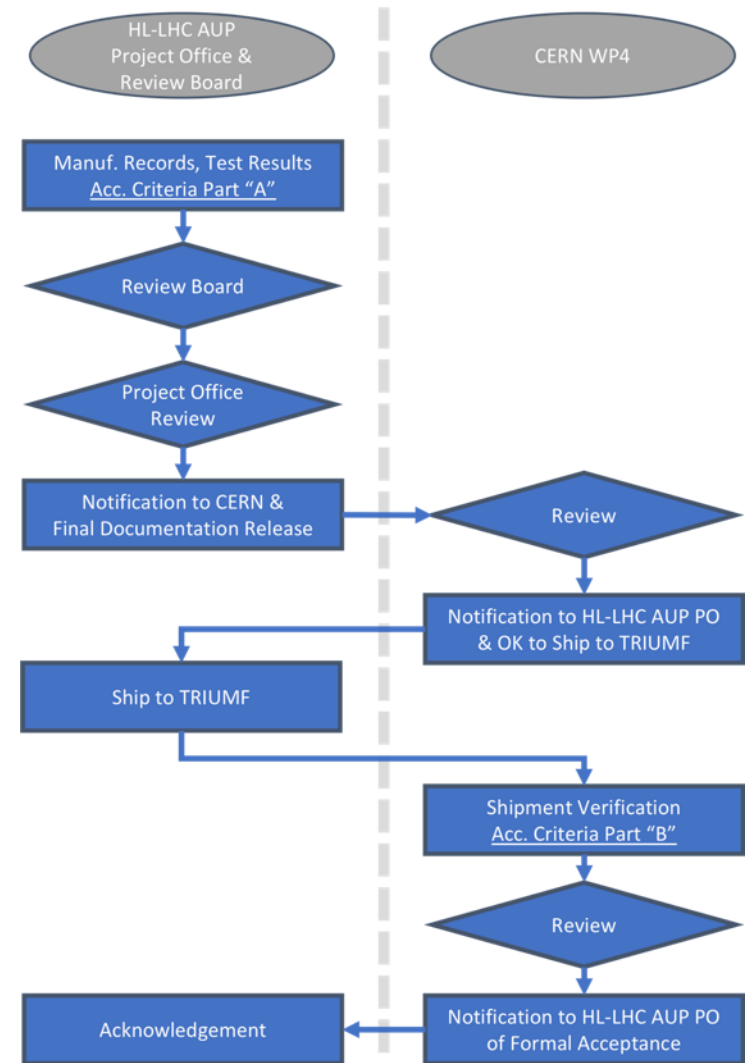 HL-LHC AUP
Project Office &
Review Board
CERN WP4
Manuf. Records, Test Results
Acc. Criteria Part “A”
Review Board
Project Office
Review
Notification to CERN &
Final Documentation Release
Review
Notification to HL-LHC AUP PO
& OK to Ship to TRIUMF
Ship to TRIUMF
Shipment Verification
Acc. Criteria Part “B”
Review
Notification to HL-LHC AUP PO
of Formal Acceptance
Acknowledgement